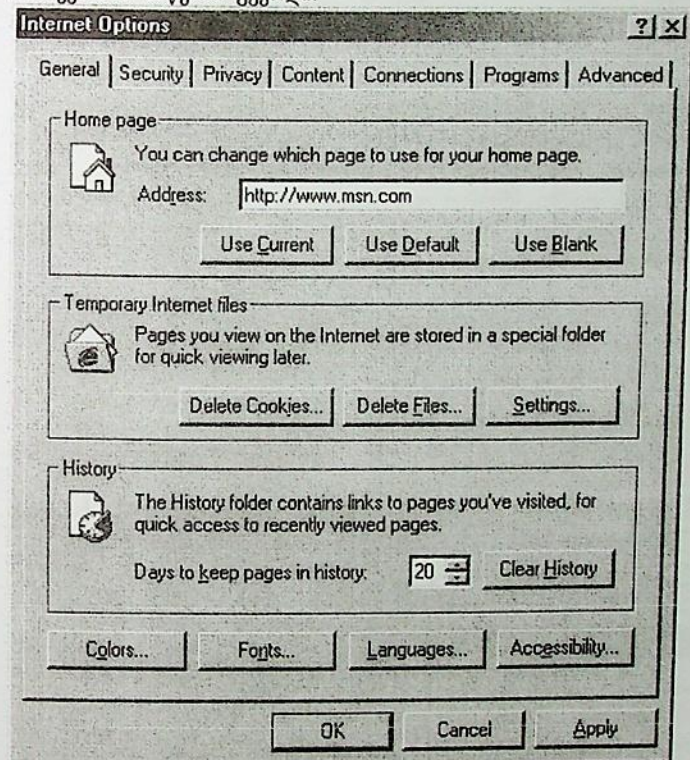 Internet Options ? X
General Security Privacy Content Connections Programs Advanced
Home page
You can change which page to use for your home page.
Address: http://www.msn.com
Use Current Use Default Use Blank
Temporary Internet files
Pages you view on the Internet are stored in a special folder
for quick viewing later.
Delete Cookies... Delete Files... Settings...
History
The History folder contains links to pages you've visited, for
quick access to recently viewed pages.
Days to keep pages in history: 20 Clear History
Colors... Fonts... Languages... Accessibility...
OK Cancel Apply